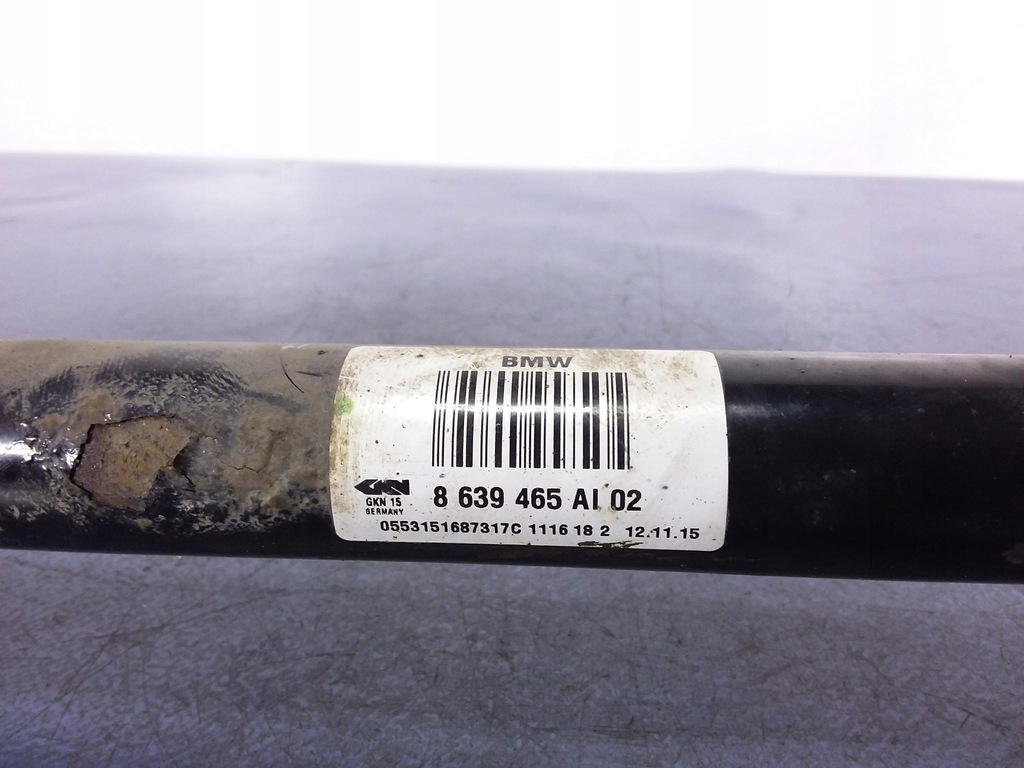 BMW
GKN
8 639 465 AI 02
GKN 15
GERMANY
0553151687317C 1116 18 2 12.11.15